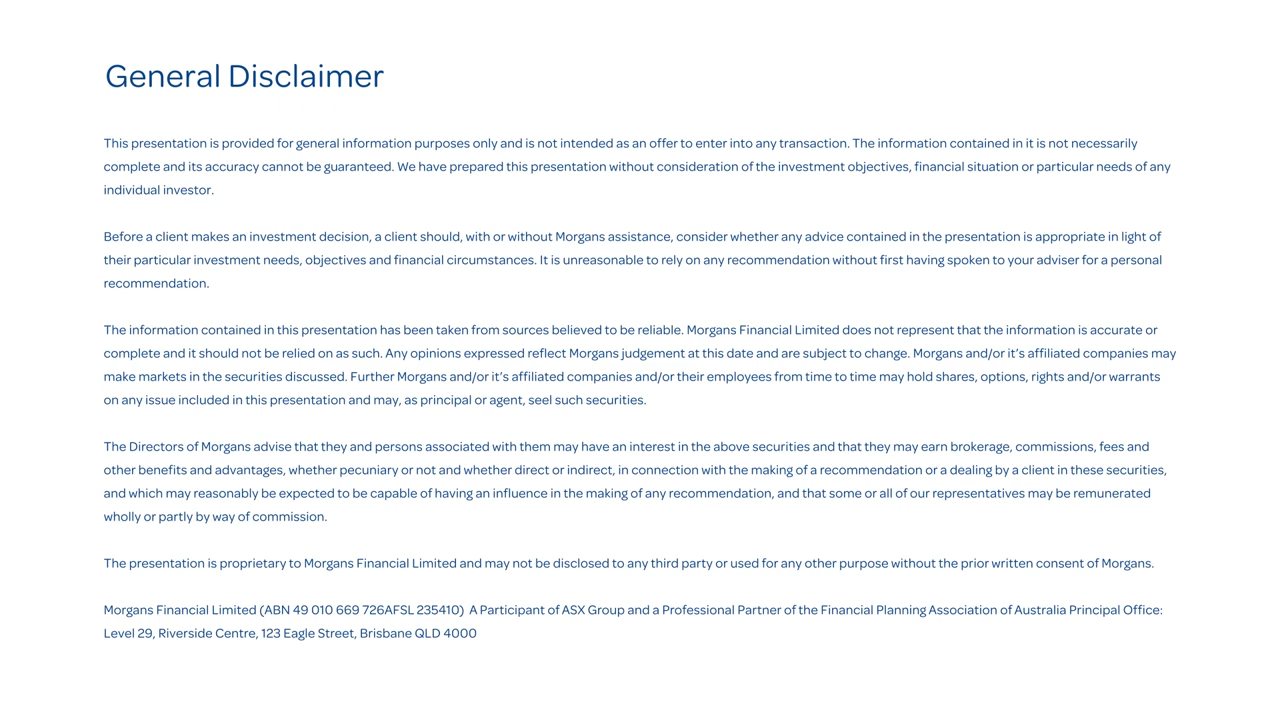 General Disclaimer
This presentation is provided for general information purposes only and is not intended as an offer to enter into any transaction. The information contained in it is not necessarily
complete and its accuracy cannot be guaranteed. We have prepared this presentation without consideration of the investment objectives, financial situation or particular needs of any
individual investor.
Before a client makes an investment decision, a client should, with or without Morgans assistance, consider whether any advice contained in the presentation is appropriate in light of
their particular investment needs, objectives and financial circumstances. It is unreasonable to rely on any recommendation without first having spoken to your adviser for a personal
recommendation.
The information contained in this presentation has been taken from sources believed to be reliable. Morgans Financial Limited does not represent that the information is accurate or
complete and it should not be relied on as such. Any opinions expressed reflect Morgans judgement at this date and are subject to change. Morgans and/or it's affiliated companies may
make markets in the securities discussed. Further Morgans and/or it's affiliated companies and/or their employees from time to time may hold shares, options, rights and/or warrants
on any issue included in this presentation and may, as principal or agent, seel such securities.
The Directors of Morgans advise that they and persons associated with them may have an interest in the above securities and that they may earn brokerage, commissions, fees and
other benefits and advantages, whether pecuniary or not and whether direct or indirect, in connection with the making of a recommendation or a dealing by a client in these securities,
and which may reasonably be expected to be capable of having an influence in the making of any recommendation, and that some or all of our representatives may be remunerated
wholly or partly by way of commission.
The presentation is proprietary to Morgans Financial Limited and may not be disclosed to any third party or used for any other purpose without the prior written consent of Morgans.
Morgans Financial Limited (ABN 49 010 669 726AFSL 235410)  A Participant of ASX Group and a Professional Partner of the Financial Planning Association of Australia Principal Office:
Level 29, Riverside Centre, 123 Eagle Street, Brisbane QLD 4000